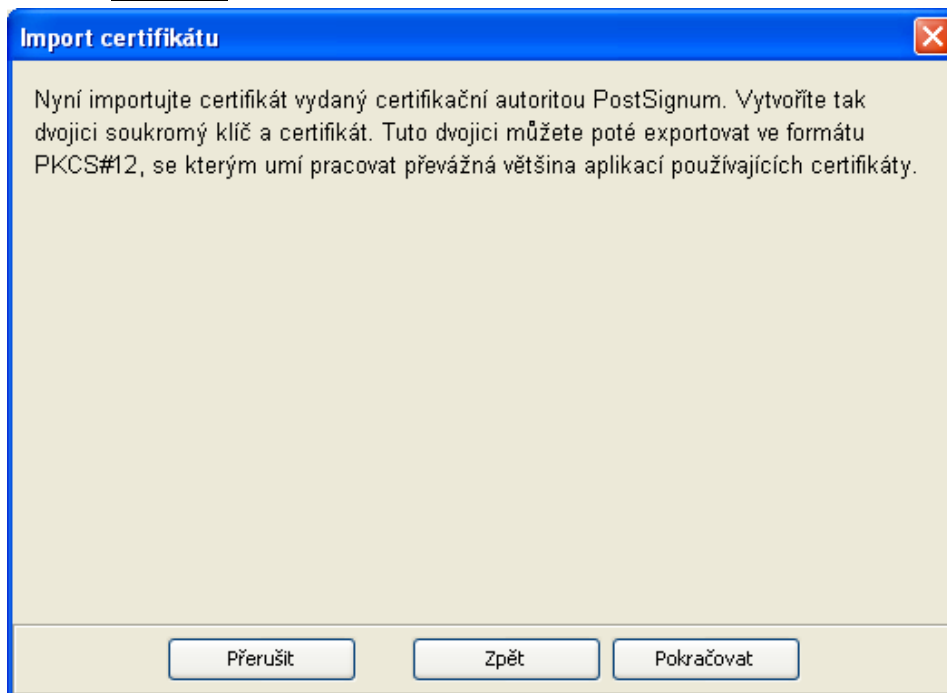 Import certifikátu
Nyní importujte certifikát vydaný certifikační autoritou PostSignum. Vytvoříte tak
dvojici soukromý klíč a certifikát. Tuto dvojici můžete poté exportovat ve formátu
PKCS#12, se kterým umí pracovat převážná většina aplikací používajících certifikáty.
Přerušit Zpět Pokračovat